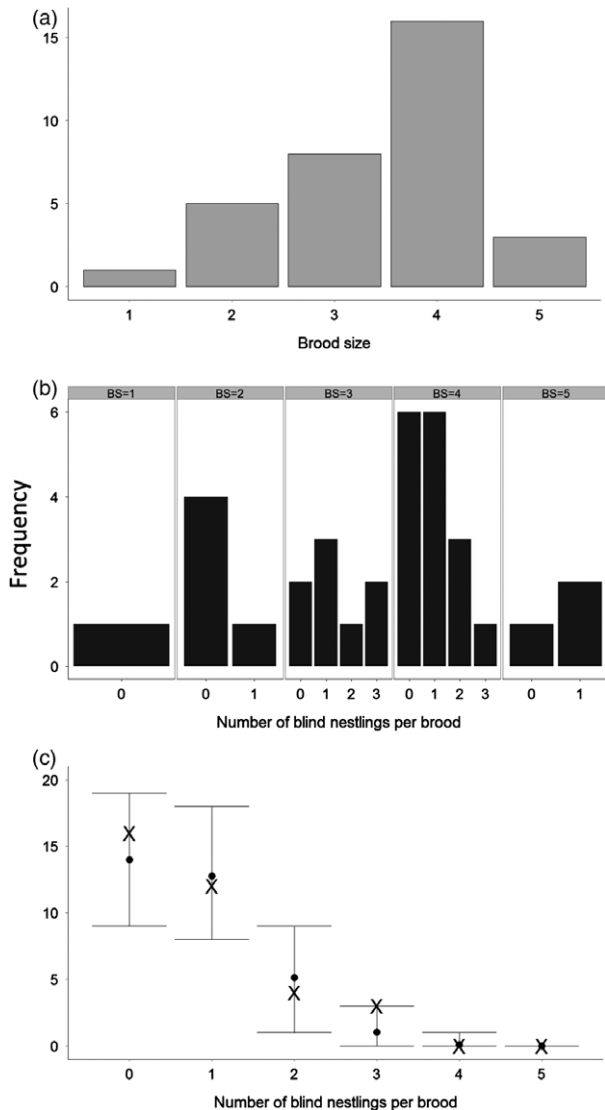 (a)
15
10
5
0
1 2 3 4 5
Brood size
(b)
BS=1 BS=2 BS=3 BS=4 BS=5
6
4
2
0
Frequency
0 0 1 0 1 2 3 0 1 2 3 0 1
Number of blind nestlings per brood
(c)
20
15
10
5
0
0 1 2 3 4 5
Number of blind nestlings per brood